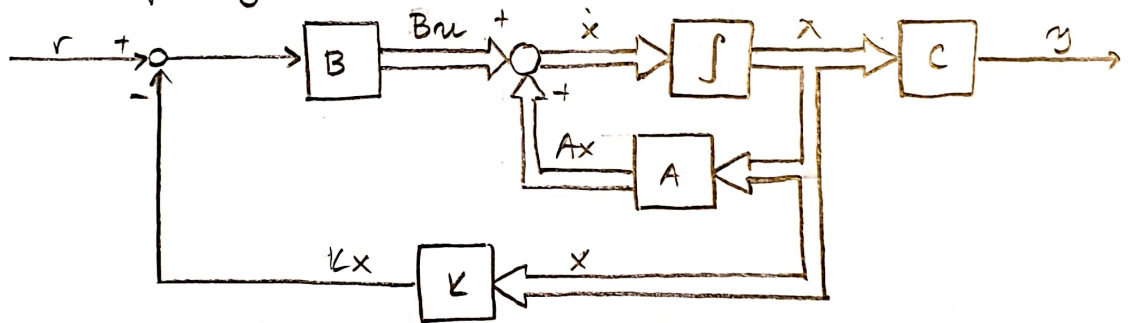 r + B Bu + ẋ ∫ x C y
- +
Ax A
Kx K x